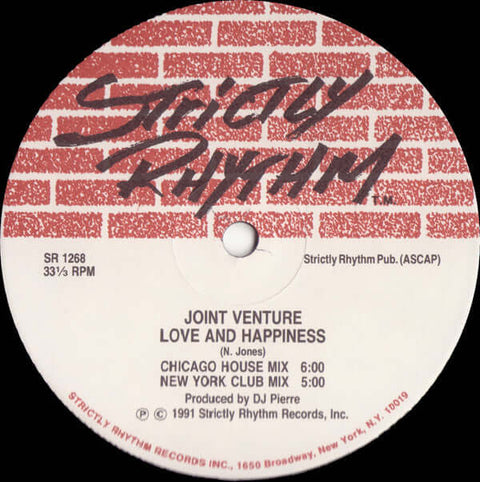 STRICTLY
RHYTHM T.M.
SR 1268
33⅓ RPM
Strictly Rhythm Pub. (ASCAP)
JOINT VENTURE
LOVE AND HAPPINESS
(N. Jones)
CHICAGO HOUSE MIX 6:00
NEW YORK CLUB MIX 5:00
Produced by DJ Pierre
Ⓟ © 1991 Strictly Rhythm Records, Inc.
STRICTLY RHYTHM RECORDS INC., 1650 Broadway, New York, N.Y. 10019